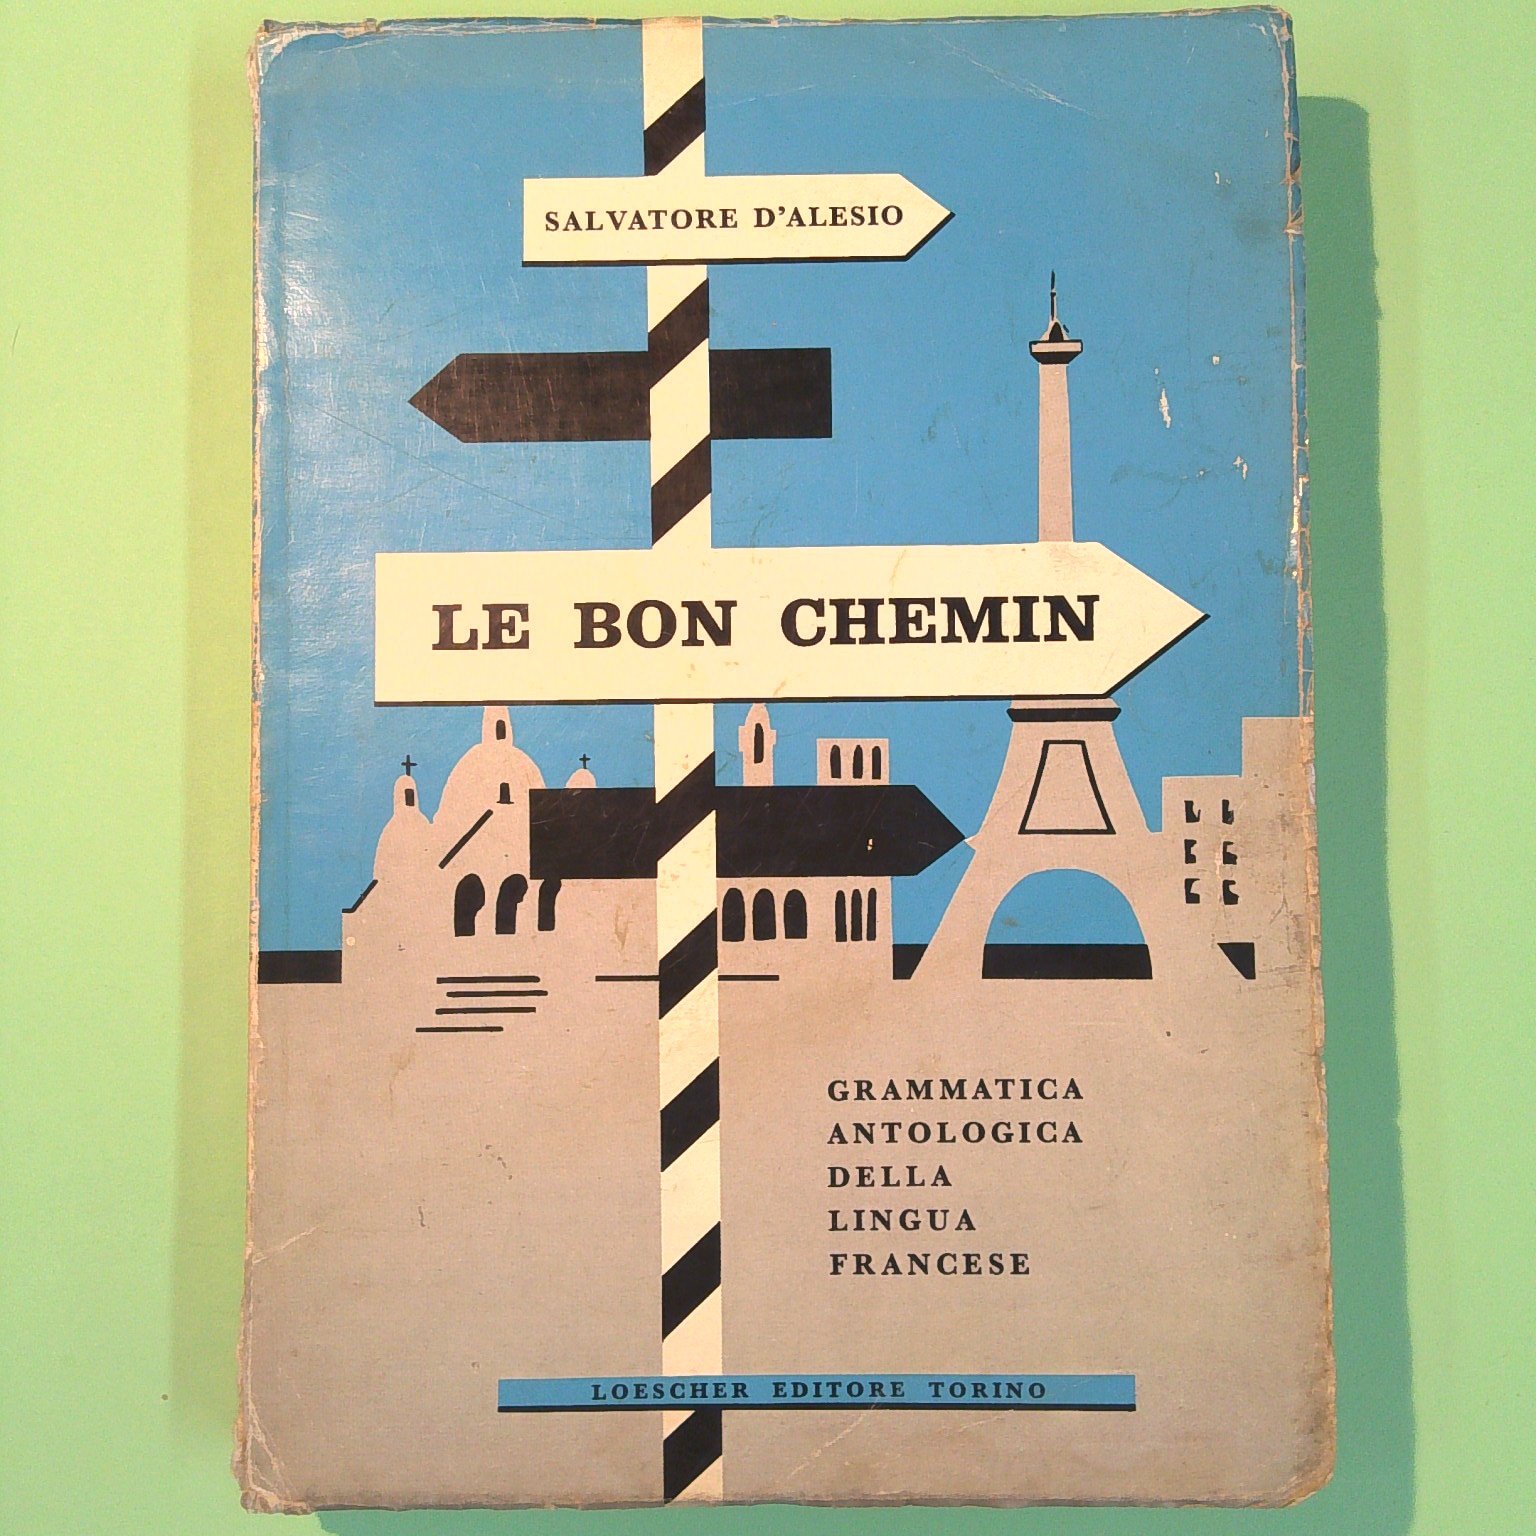 SALVATORE D'ALESIO
LE BON CHEMIN
GRAMMATICA
ANTOLOGICA
DELLA
LINGUA
FRANCESE
LOESCHER EDITORE TORINO